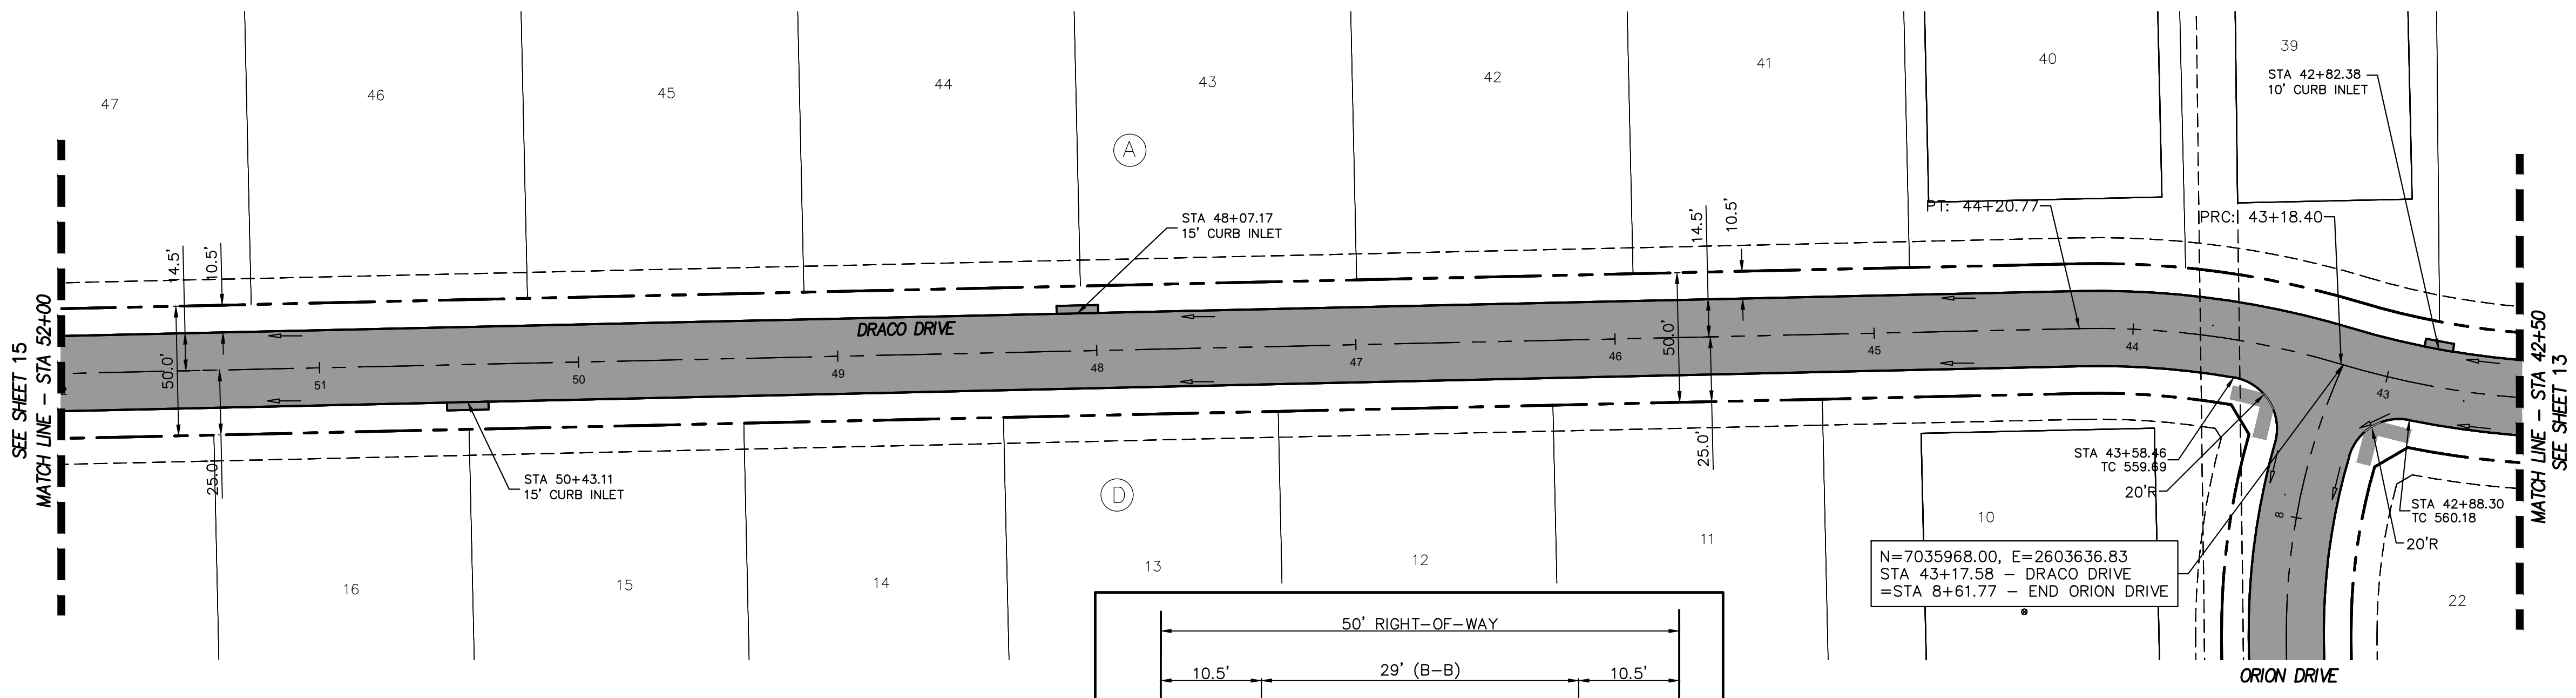 47
46
45
44
43
42
41
40
39
STA 42+82.38
10' CURB INLET
A
STA 48+07.17
15' CURB INLET
14.5'
10.5'
PT: 44+20.77
PRC: 43+18.40
14.5'
10.5'
50.0'
25.0'
50.0'
25.0'
DRACO DRIVE
51
50
49
48
47
46
45
44
43
SEE SHEET 15
MATCH LINE - STA 52+00
MATCH LINE - STA 42+50
SEE SHEET 13
STA 50+43.11
15' CURB INLET
D
STA 43+58.46
TC 559.69
20'R
STA 42+88.30
TC 560.18
20'R
8
16
15
14
13
12
11
10
22
N=7035968.00, E=2603636.83
STA 43+17.58 - DRACO DRIVE
=STA 8+61.77 - END ORION DRIVE
50' RIGHT-OF-WAY
10.5'
29' (B-B)
10.5'
ORION DRIVE